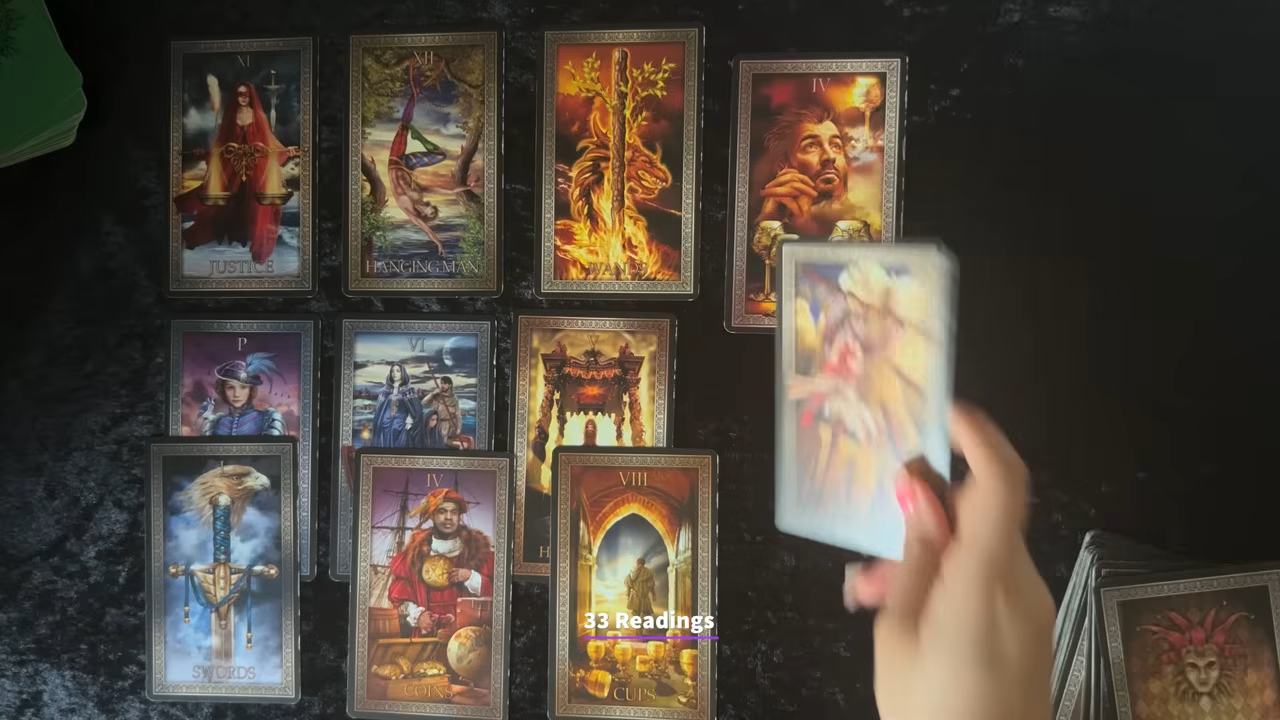 XI
JUSTICE
XII
HANGING MAN
WANDS
IV
P
VI
V
H
I
SWORDS
IV
COINS
VIII
CUPS
33 Readings